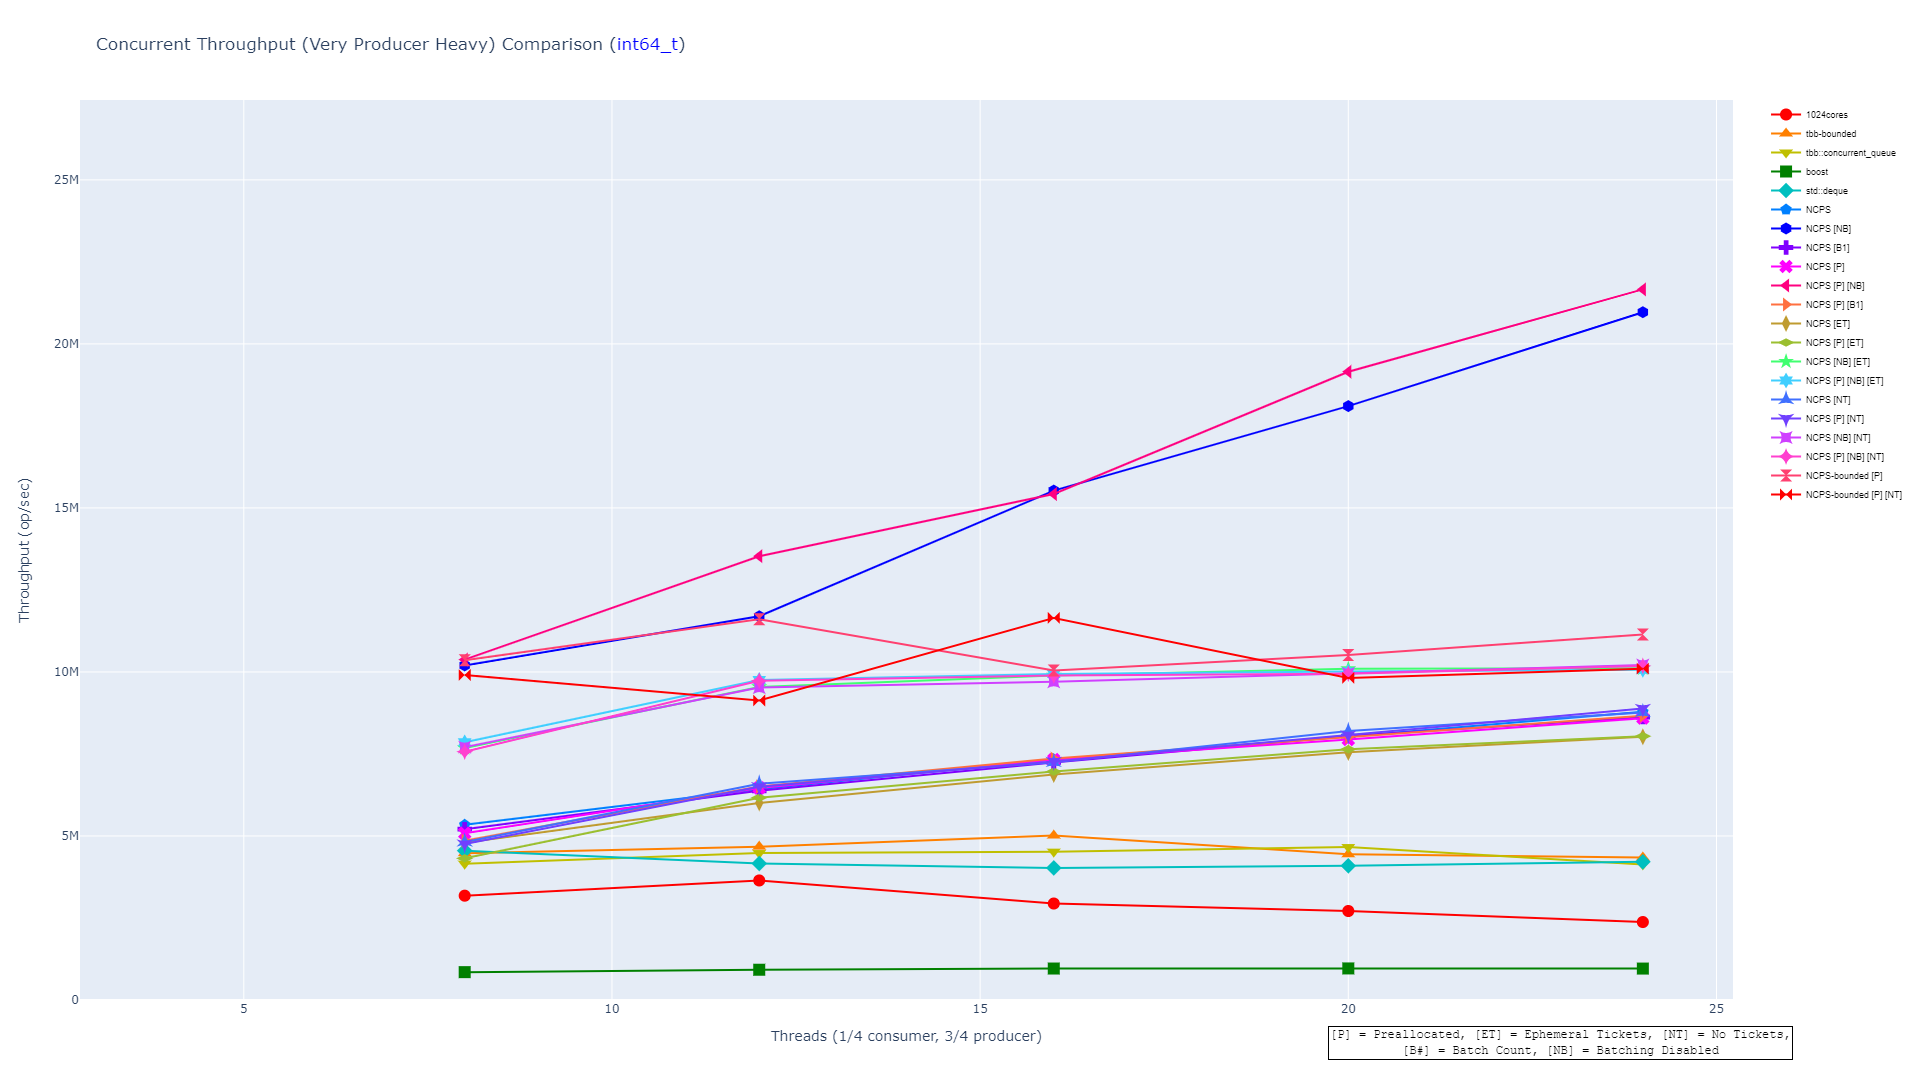 Concurrent Throughput (Very Producer Heavy) Comparison (int64_t)
25M
20M
15M
10M
5M
0
Throughput (op/sec)
5
10
15
20
25
Threads (1/4 consumer, 3/4 producer)
1024cores
tbb-bounded
tbb::concurrent_queue
boost
std::deque
NCPS
NCPS [NB]
NCPS [B1]
NCPS [P]
NCPS [P] [NB]
NCPS [P] [B1]
NCPS [ET]
NCPS [P] [ET]
NCPS [NB] [ET]
NCPS [P] [NB] [ET]
NCPS [NT]
NCPS [P] [NT]
NCPS [NB] [NT]
NCPS [P] [NB] [NT]
NCPS-bounded [P]
NCPS-bounded [P] [NT]
[P] = Preallocated, [ET] = Ephemeral Tickets, [NT] = No Tickets,
[B#] = Batch Count, [NB] = Batching Disabled